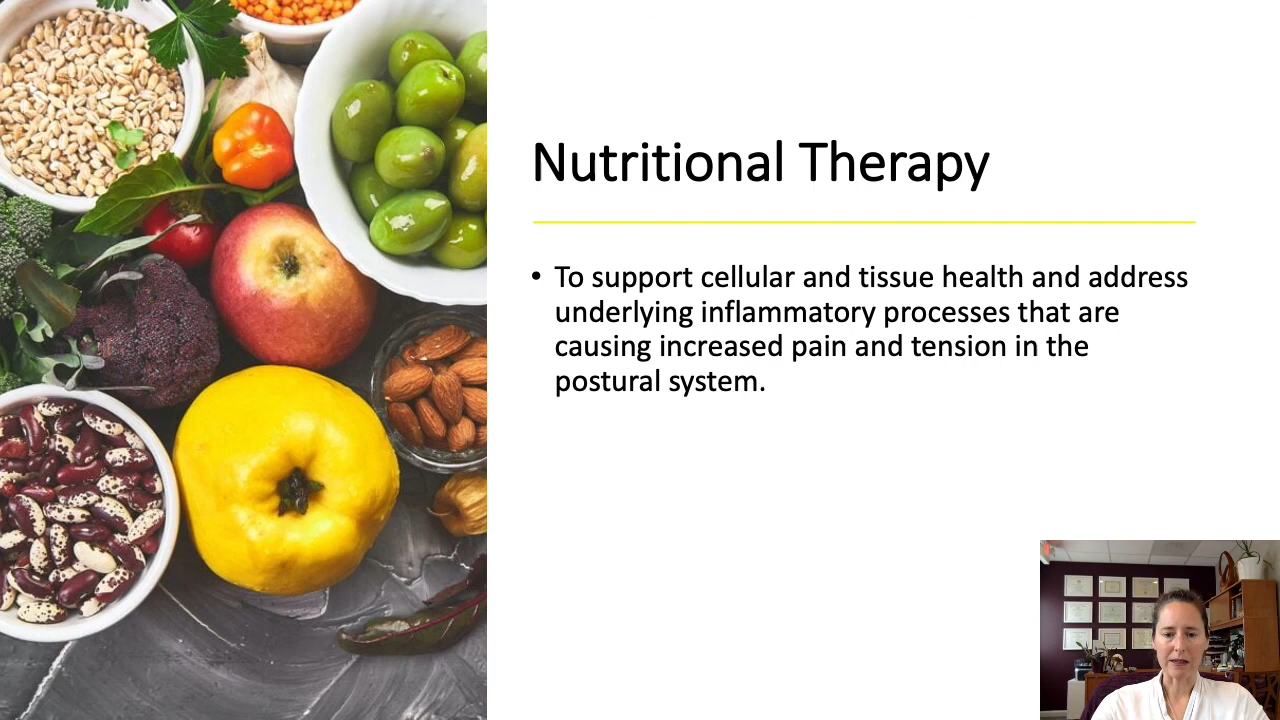 Nutritional Therapy
• To support cellular and tissue health and address
underlying inflammatory processes that are
causing increased pain and tension in the
postural system.